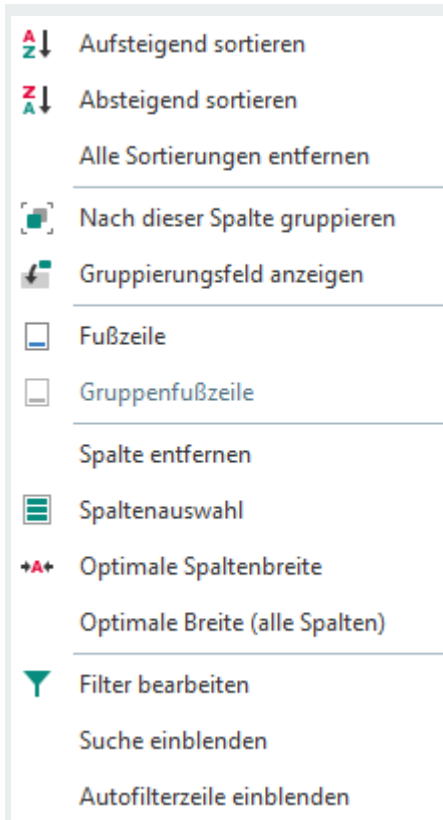 Aufsteigend sortieren
Absteigend sortieren
Alle Sortierungen entfernen
Nach dieser Spalte gruppieren
Gruppierungsfeld anzeigen
Fußzeile
Gruppenfußzeile
Spalte entfernen
Spaltenauswahl
Optimale Spaltenbreite
Optimale Breite (alle Spalten)
Filter bearbeiten
Suche einblenden
Autofilterzeile einblenden